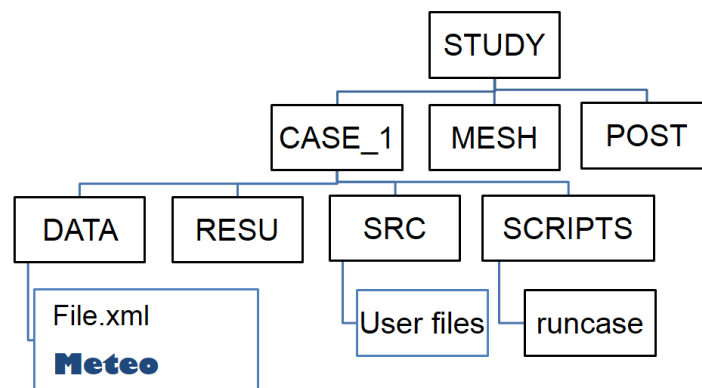 STUDY
CASE_1
MESH
POST
DATA
RESU
SRC
SCRIPTS
File.xml
Meteo
User files
runcase